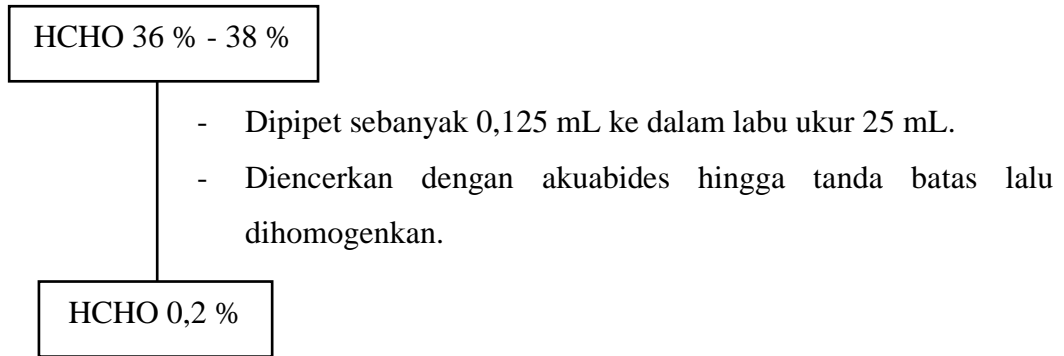 HCHO 36 % - 38 %
- Dipipet sebanyak 0,125 mL ke dalam labu ukur 25 mL.
- Diencerkan dengan akuabides hingga tanda batas lalu
dihomogenkan.
HCHO 0,2 %